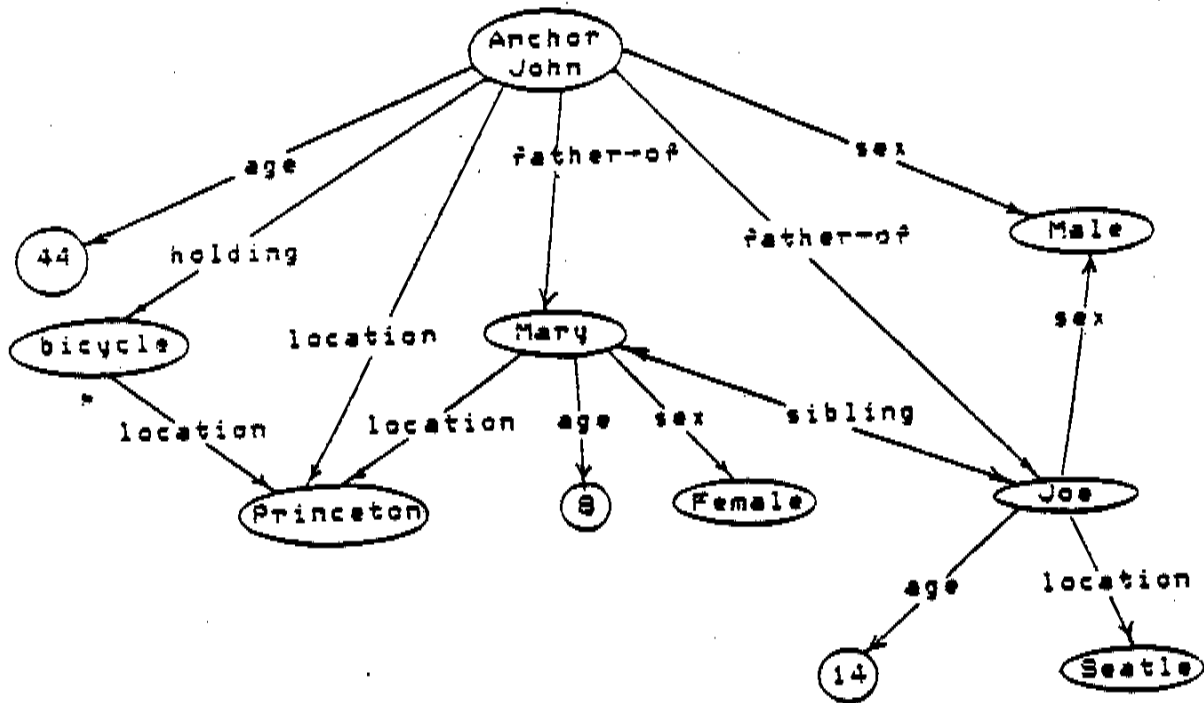 Anchor
John
age
father-of
sex
44
holding
father-of
Male
bicycle
location
Mary
sex
location
location
age
sex
sibling
Princeton
8
Female
Joe
age
location
14
Seatle